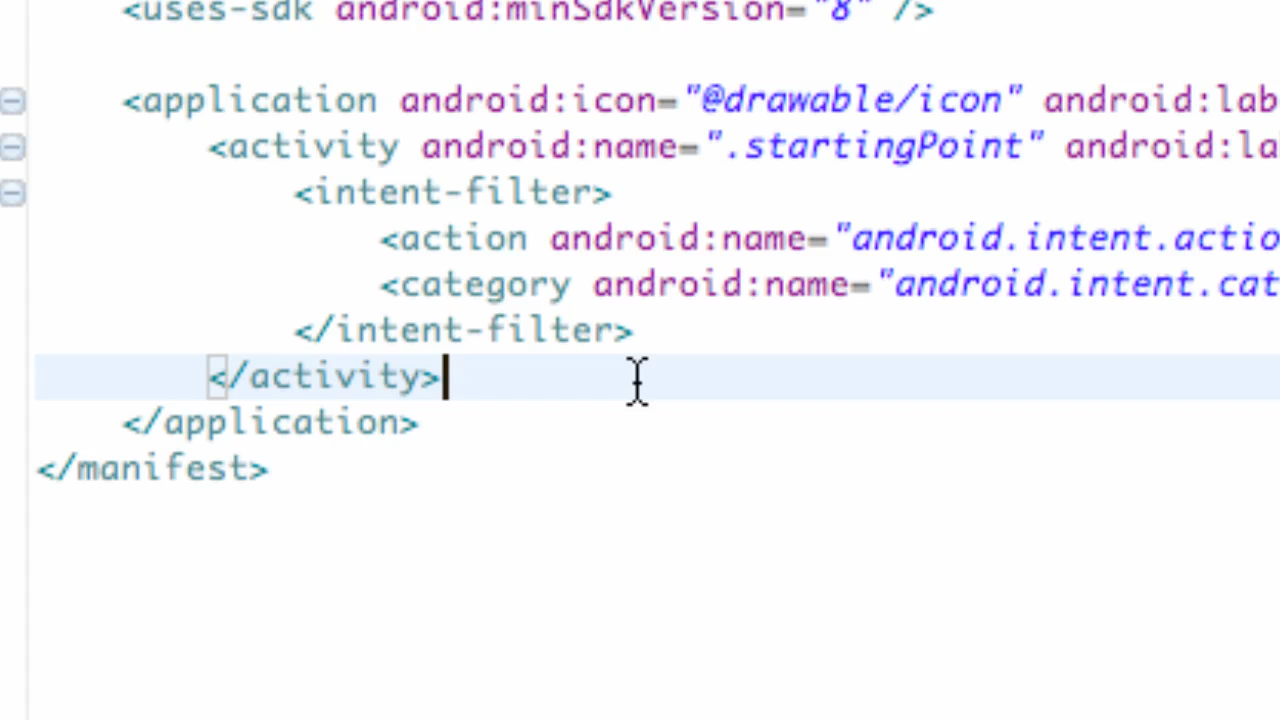 <uses-sdk android:minSdkVersion="8" />
<application android:icon="@drawable/icon" android:lab
<activity android:name=".startingPoint" android:la
<intent-filter>
<action android:name="android.intent.actio
<category android:name="android.intent.cat
</intent-filter>
</activity>
</application>
</manifest>